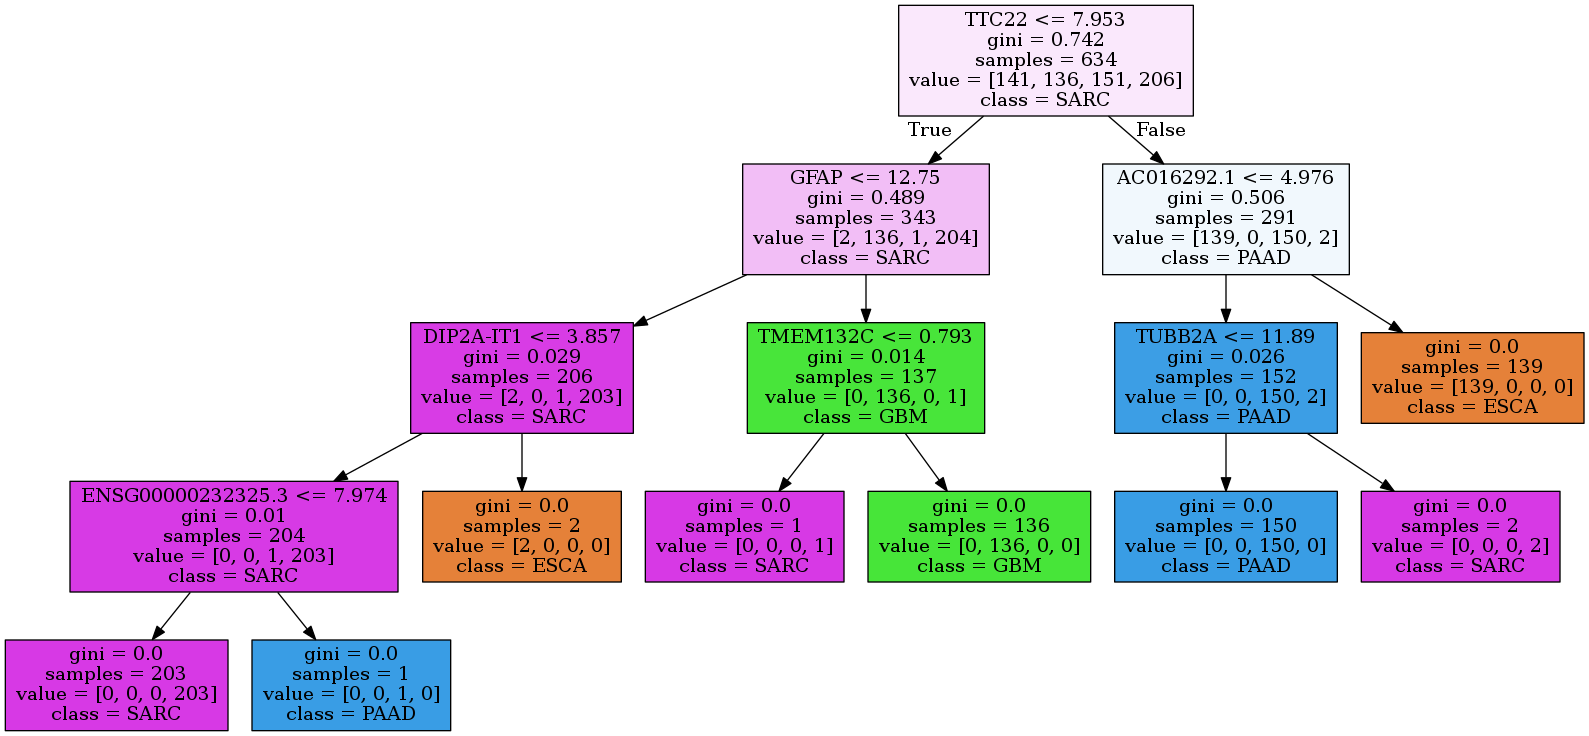 TTC22 <= 7.953
gini = 0.742
samples = 634
value = [141, 136, 151, 206]
class = SARC
True
False
GFAP <= 12.75
gini = 0.489
samples = 343
value = [2, 136, 1, 204]
class = SARC
AC016292.1 <= 4.976
gini = 0.506
samples = 291
value = [139, 0, 150, 2]
class = PAAD
DIP2A-IT1 <= 3.857
gini = 0.029
samples = 206
value = [2, 0, 1, 203]
class = SARC
TMEM132C <= 0.793
gini = 0.014
samples = 137
value = [0, 136, 0, 1]
class = GBM
TUBB2A <= 11.89
gini = 0.026
samples = 152
value = [0, 0, 150, 2]
class = PAAD
gini = 0.0
samples = 139
value = [139, 0, 0, 0]
class = ESCA
ENSG00000232325.3 <= 7.974
gini = 0.01
samples = 204
value = [0, 0, 1, 203]
class = SARC
gini = 0.0
samples = 2
value = [2, 0, 0, 0]
class = ESCA
gini = 0.0
samples = 1
value = [0, 0, 0, 1]
class = SARC
gini = 0.0
samples = 136
value = [0, 136, 0, 0]
class = GBM
gini = 0.0
samples = 150
value = [0, 0, 150, 0]
class = PAAD
gini = 0.0
samples = 2
value = [0, 0, 0, 2]
class = SARC
gini = 0.0
samples = 203
value = [0, 0, 0, 203]
class = SARC
gini = 0.0
samples = 1
value = [0, 0, 1, 0]
class = PAAD